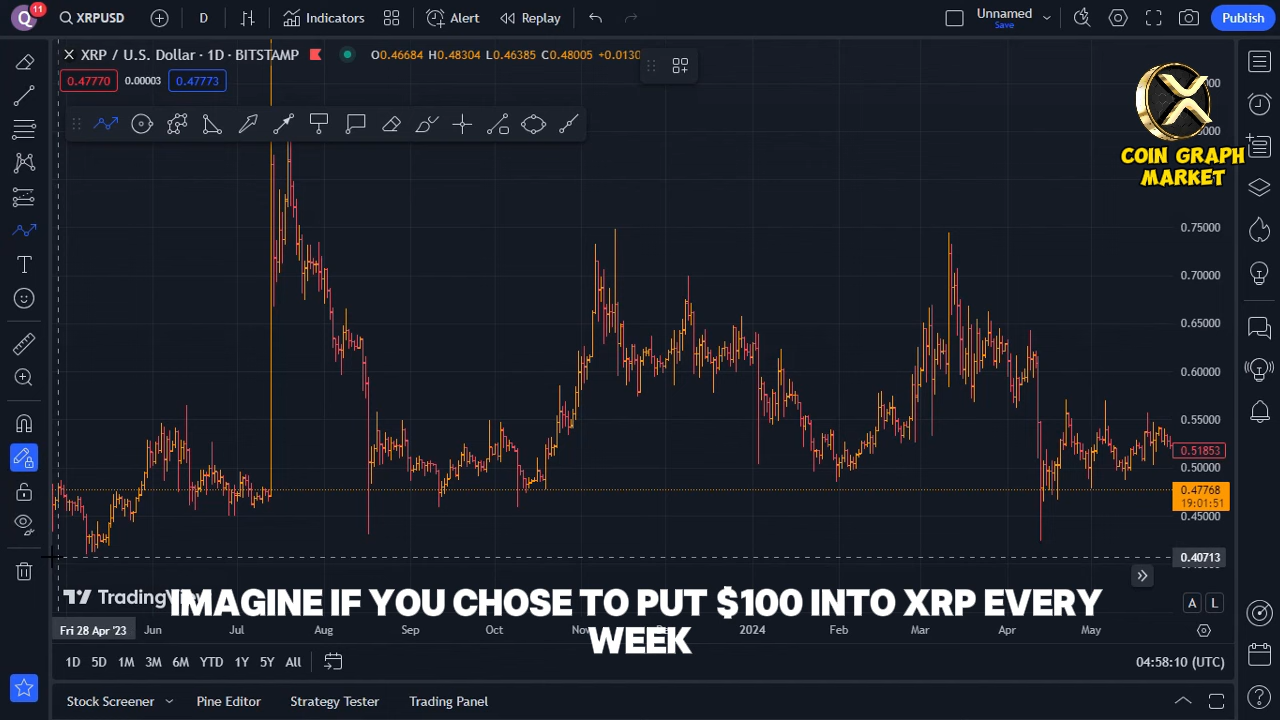 Q 11 XRPUSD D Indicators Alert Replay Unnamed Save Publish
XRP / U.S. Dollar · 1D · BITSTAMP O0.46684 H0.48304 L0.46385 C0.48005 +0.0130
0.47770 0.00003 0.47773
COIN GRAPH
MARKET
0.75000
0.70000
0.65000
0.60000
0.55000
0.51853
0.50000
0.47768
19:01:51
0.45000
0.40713
TradingView
IMAGINE IF YOU CHOSE TO PUT $100 INTO XRP EVERY
WEEK
A L
Fri 28 Apr '23 Jun Jul Aug Sep Oct Nov Dec 2024 Feb Mar Apr May
1D 5D 1M 3M 6M YTD 1Y 5Y All 04:58:10 (UTC)
Stock Screener Pine Editor Strategy Tester Trading Panel